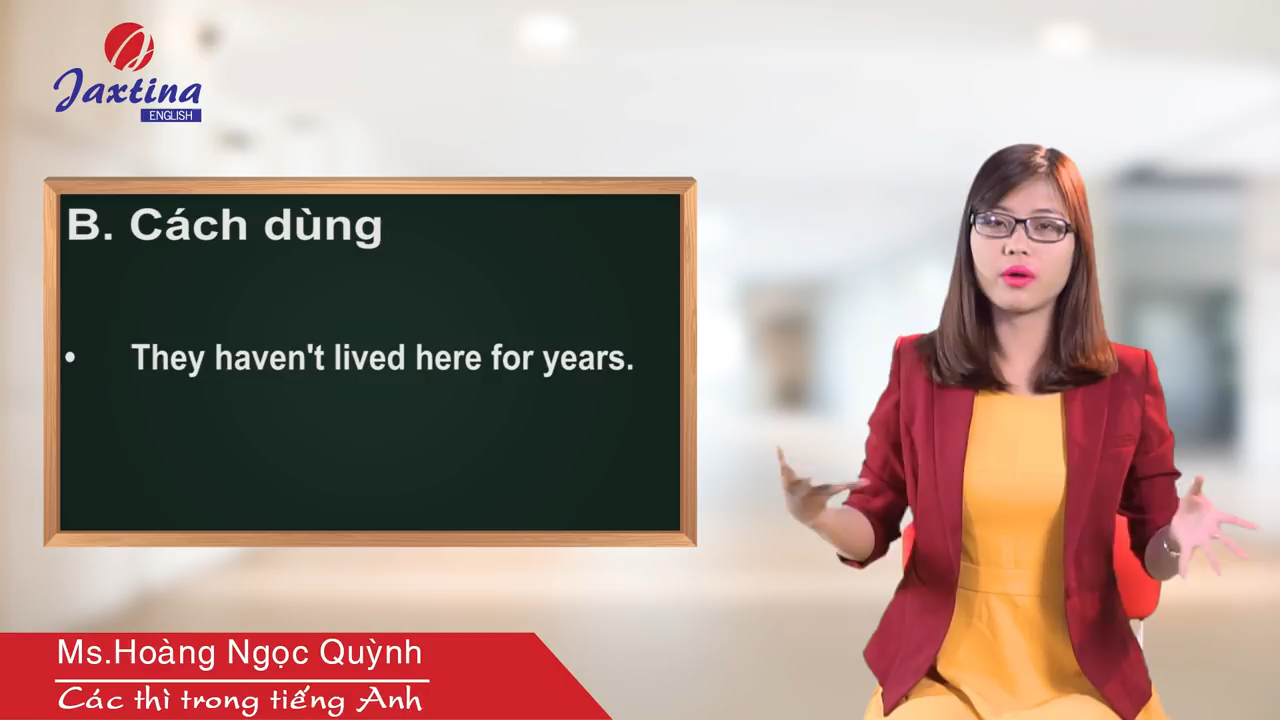 Jaxtina
ENGLISH
B. Cách dùng
• They haven't lived here for years.
Ms.Hoàng Ngọc Quỳnh
Các thì trong tiếng Anh